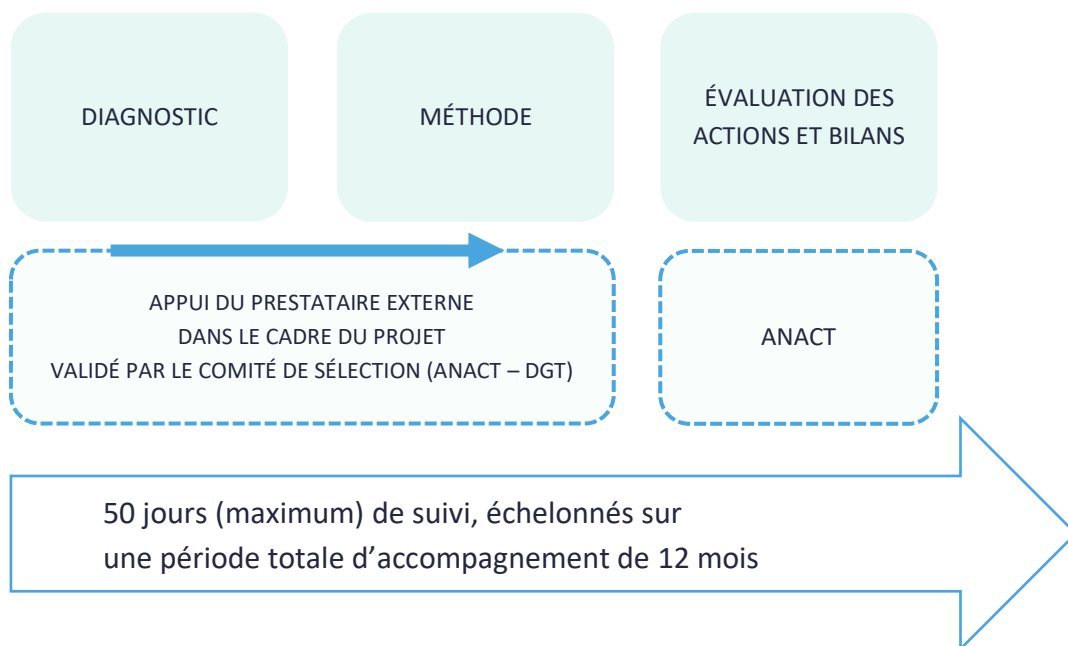 DIAGNOSTIC
MÉTHODE
ÉVALUATION DES
ACTIONS ET BILANS
APPUI DU PRESTATAIRE EXTERNE
DANS LE CADRE DU PROJET
VALIDÉ PAR LE COMITÉ DE SÉLECTION (ANACT – DGT)
ANACT
50 jours (maximum) de suivi, échelonnés sur
une période totale d’accompagnement de 12 mois